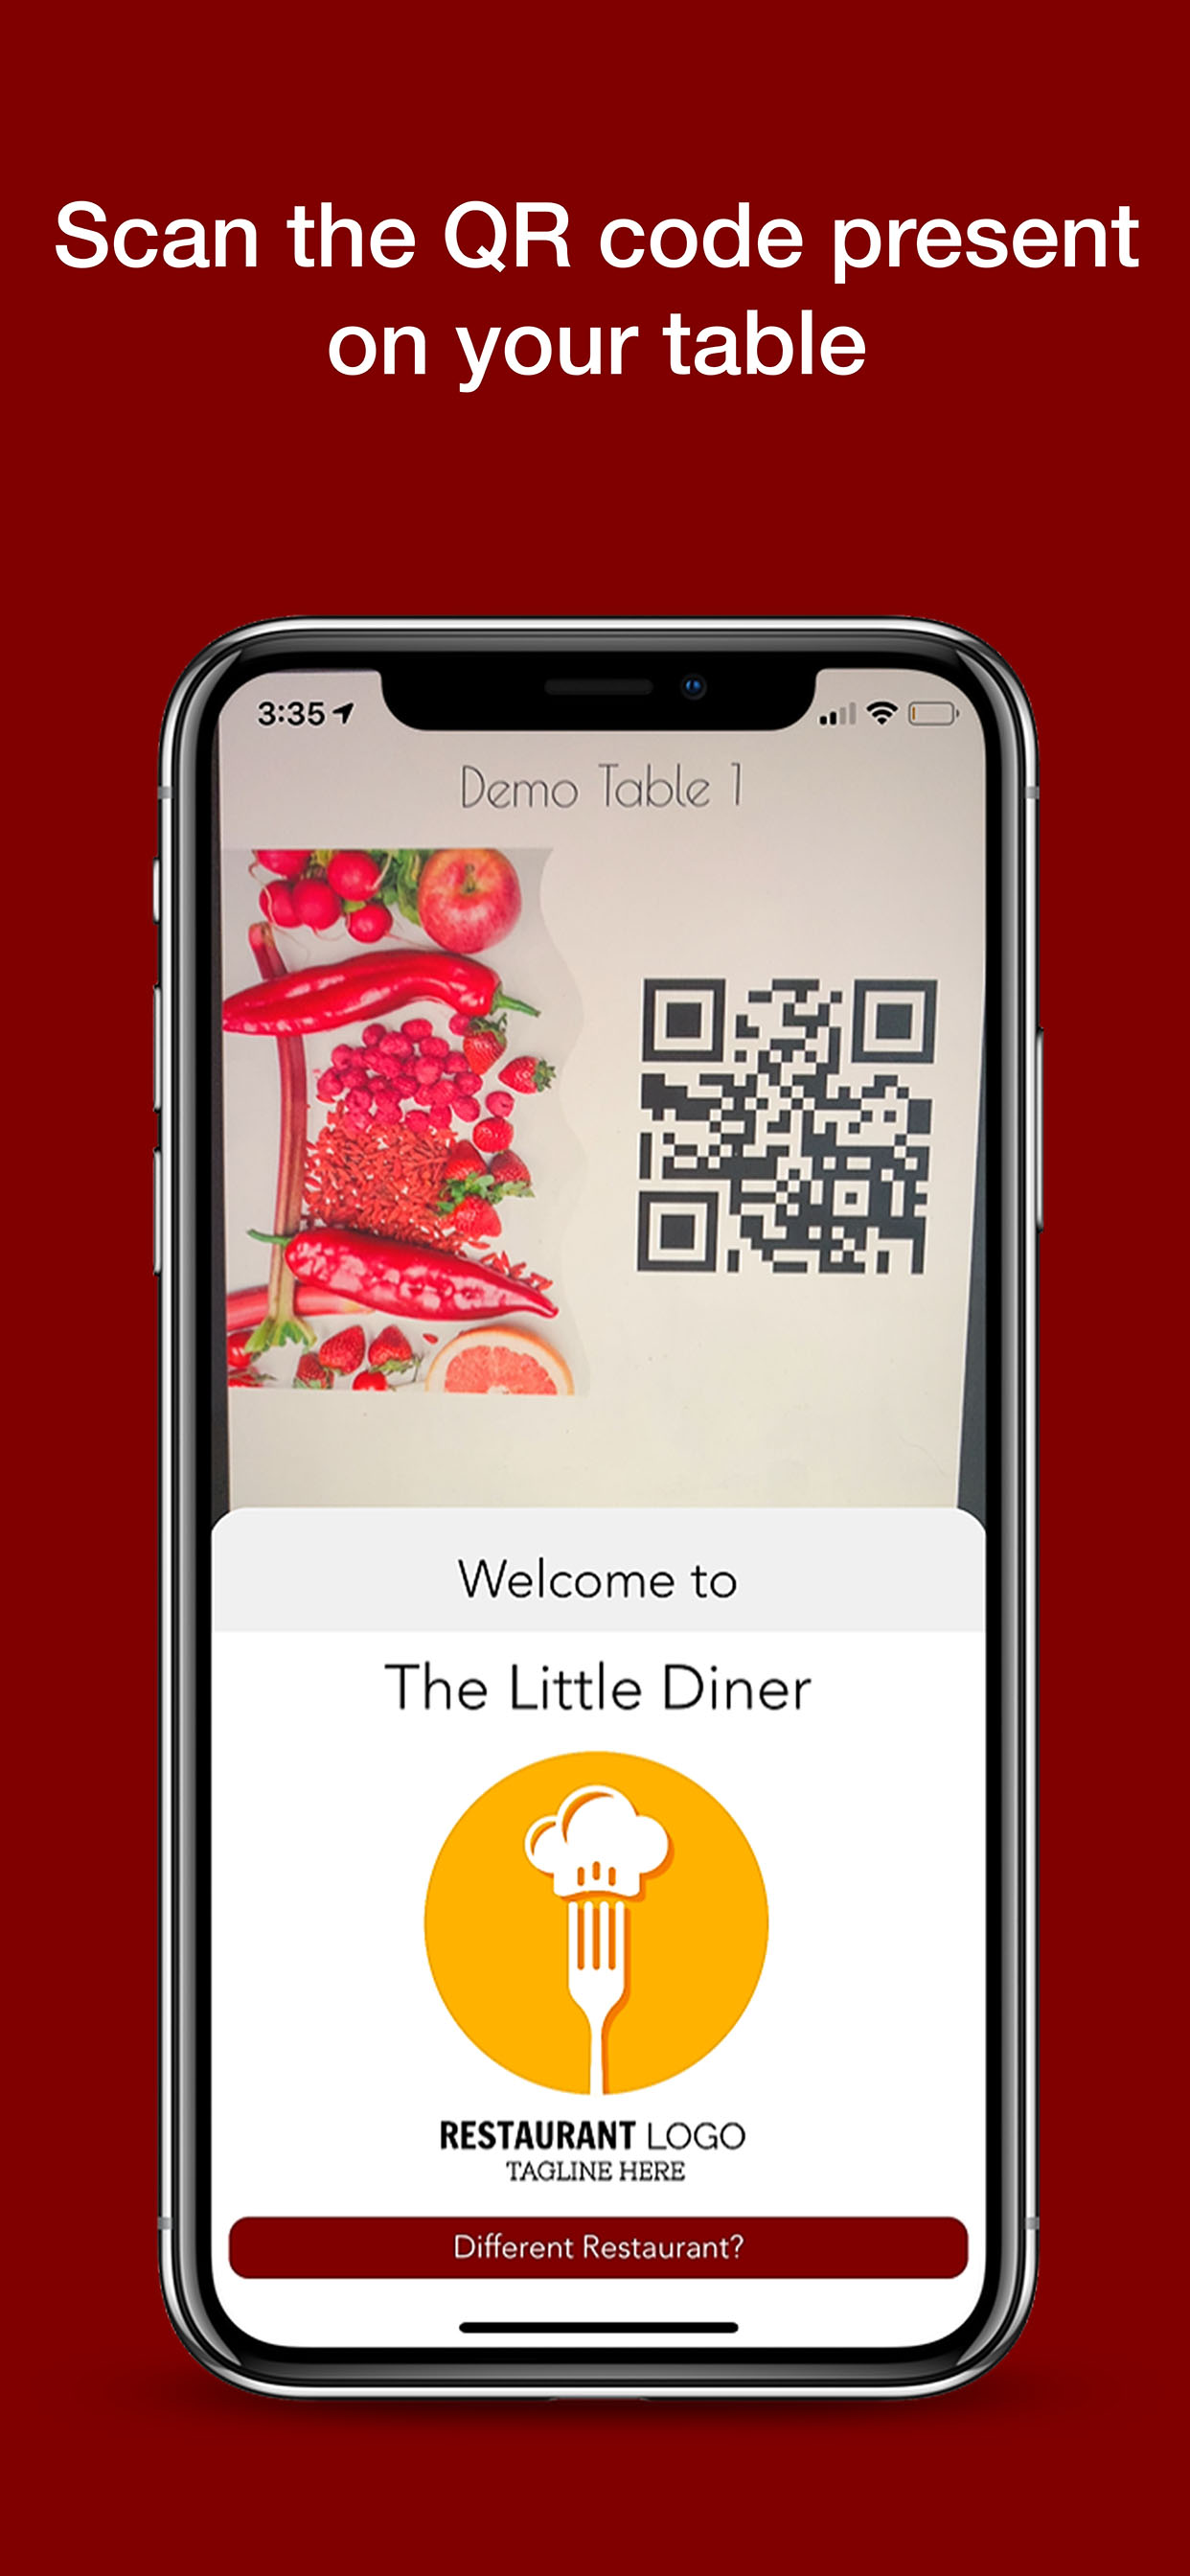 Scan the QR code present
on your table
3:35
Demo Table 1
Welcome to
The Little Diner
RESTAURANT LOGO
TAGLINE HERE
Different Restaurant?